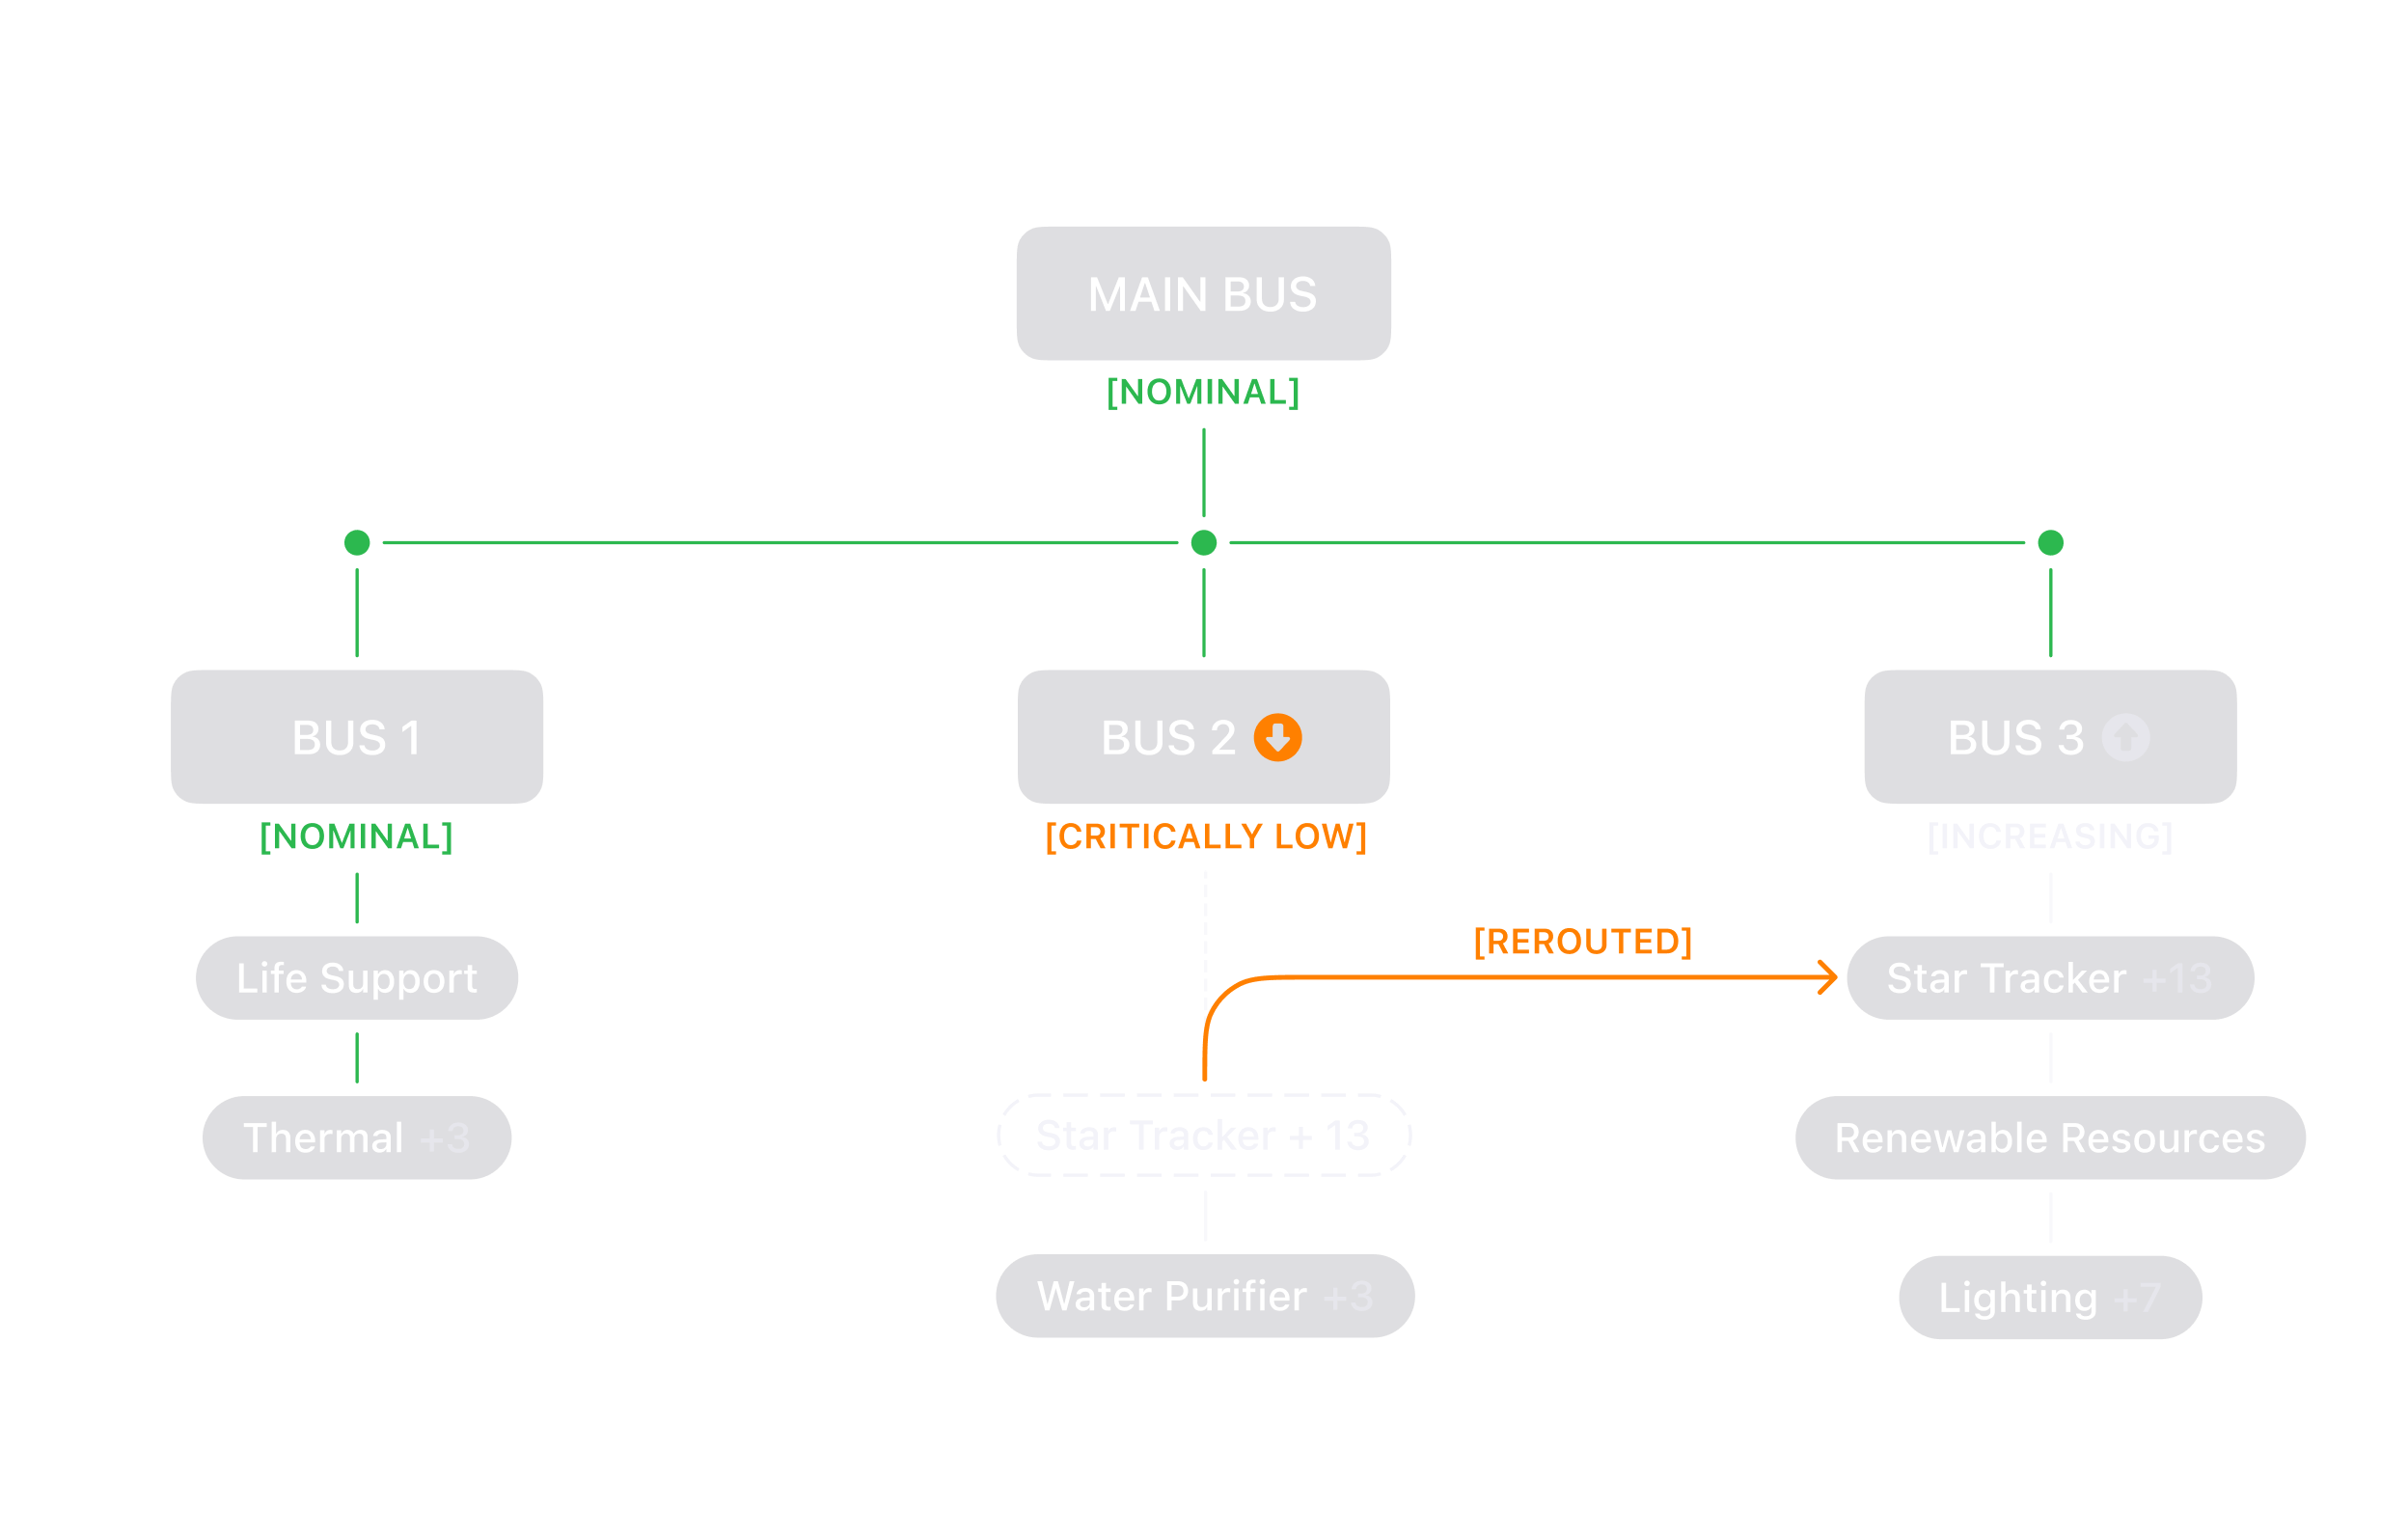 MAIN BUS
[NOMINAL]
BUS 1
BUS 2
BUS 3
[NOMINAL]
[CRITICALLY LOW]
[INCREASING]
[REROUTED]
Life Support
Star Tracker +13
Thermal +3
Star Tracker + 13
Renewable Resources
Water Purifier +3
Lighting +7